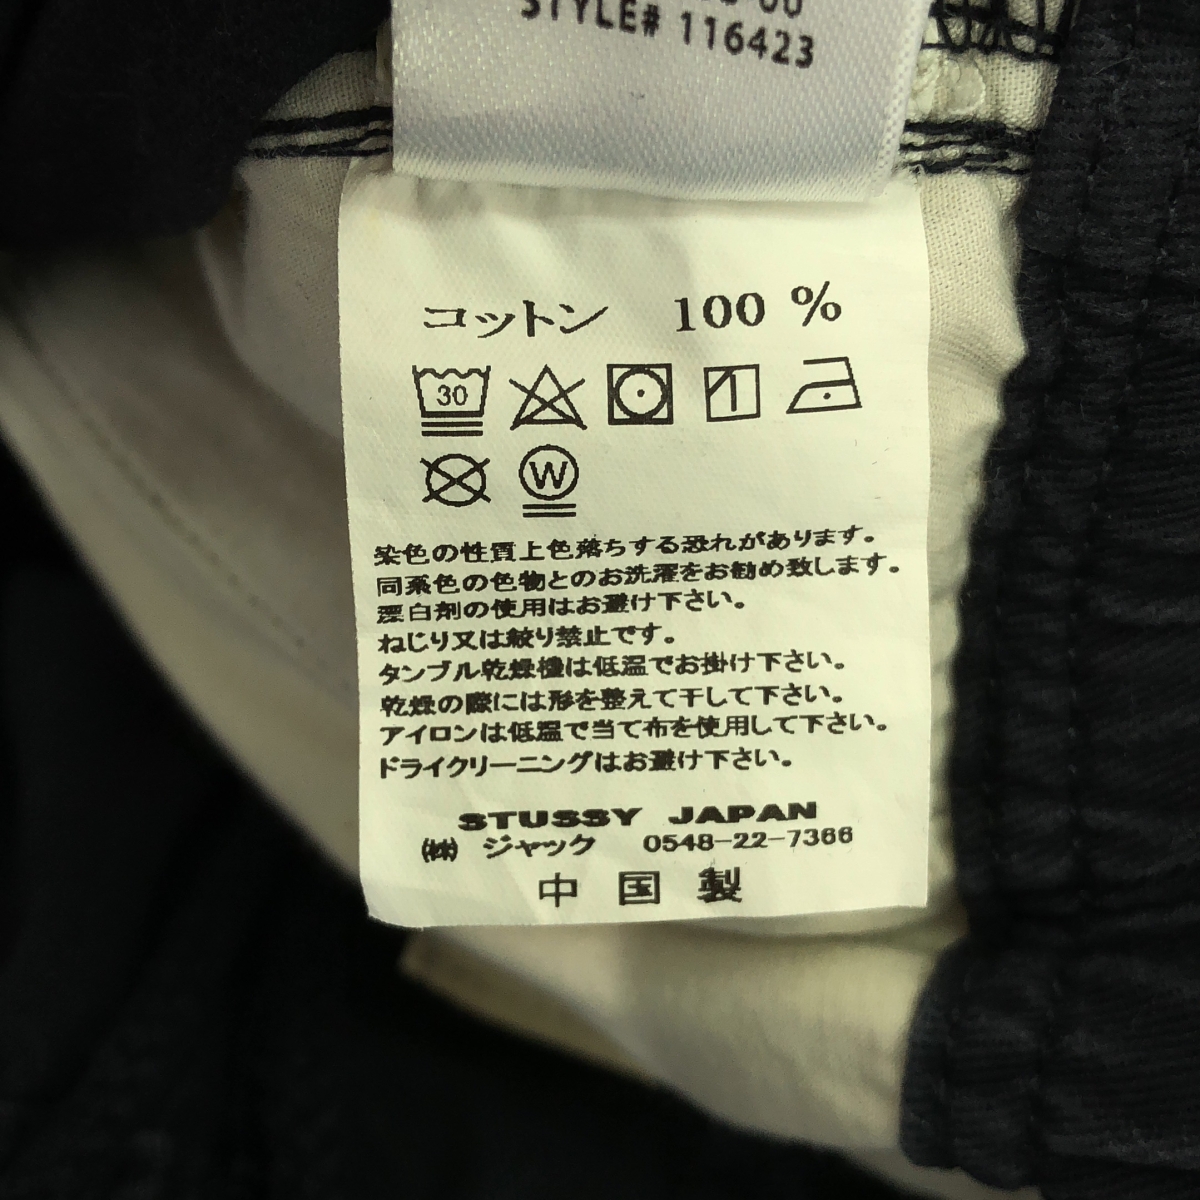 STYLE# 116423
コットン 100 %
30
W
染色の性質上色落ちする恐れがあります。
同系色の色物とのお洗濯をお勧め致します。
漂白剤の使用はお避け下さい。
ねじり又は絞り禁止です。
タンブル乾燥機は低温でお掛け下さい。
乾燥の際には形を整えて干して下さい。
アイロンは低温で当て布を使用して下さい。
ドライクリーニングはお避け下さい。
STUSSY JAPAN
㈱ ジャック 0548-22-7366
中国製